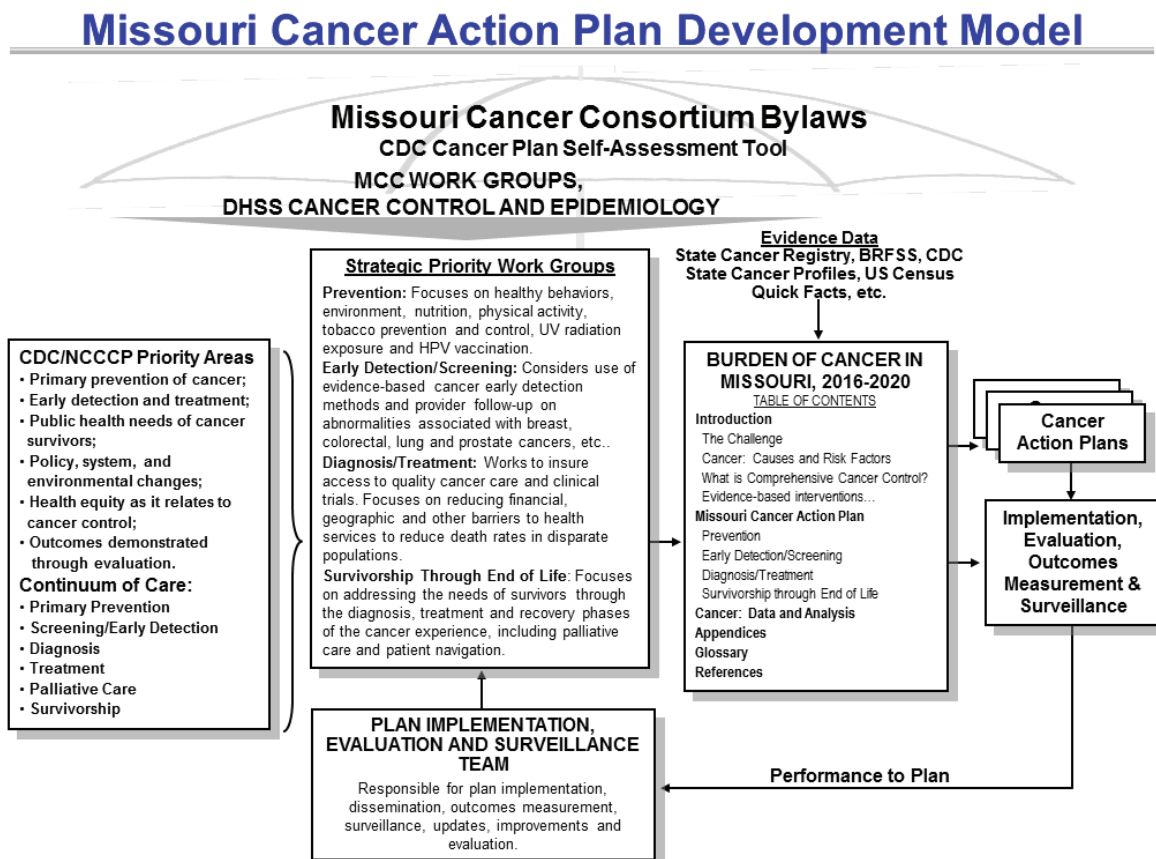 Missouri Cancer Action Plan Development Model
Missouri Cancer Consortium Bylaws
CDC Cancer Plan Self-Assessment Tool
MCC WORK GROUPS,
DHSS CANCER CONTROL AND EPIDEMIOLOGY
CDC/NCCCP Priority Areas
• Primary prevention of cancer;
• Early detection and treatment;
• Public health needs of cancer
survivors;
• Policy, system, and
environmental changes;
• Health equity as it relates to
cancer control;
• Outcomes demonstrated
through evaluation.
Continuum of Care:
• Primary Prevention
• Screening/Early Detection
• Diagnosis
• Treatment
• Palliative Care
• Survivorship
Strategic Priority Work Groups
Prevention: Focuses on healthy behaviors,
environment, nutrition, physical activity,
tobacco prevention and control, UV radiation
exposure and HPV vaccination.
Early Detection/Screening: Considers use of
evidence-based cancer early detection
methods and provider follow-up on
abnormalities associated with breast,
colorectal, lung and prostate cancers, etc..
Diagnosis/Treatment: Works to insure
access to quality cancer care and clinical
trials. Focuses on reducing financial,
geographic and other barriers to health
services to reduce death rates in disparate
populations.
Survivorship Through End of Life: Focuses
on addressing the needs of survivors through
the diagnosis, treatment and recovery phases
of the cancer experience, including palliative
care and patient navigation.
Evidence Data
State Cancer Registry, BRFSS, CDC
State Cancer Profiles, US Census
Quick Facts, etc.
BURDEN OF CANCER IN
MISSOURI, 2016-2020
TABLE OF CONTENTS
Introduction
The Challenge
Cancer: Causes and Risk Factors
What is Comprehensive Cancer Control?
Evidence-based interventions…
Missouri Cancer Action Plan
Prevention
Early Detection/Screening
Diagnosis/Treatment
Survivorship through End of Life
Cancer: Data and Analysis
Appendices
Glossary
References
Cancer
Action Plans
Implementation,
Evaluation,
Outcomes
Measurement &
Surveillance
Performance to Plan
PLAN IMPLEMENTATION,
EVALUATION AND SURVEILLANCE
TEAM
Responsible for plan implementation,
dissemination, outcomes measurement,
surveillance, updates, improvements and
evaluation.